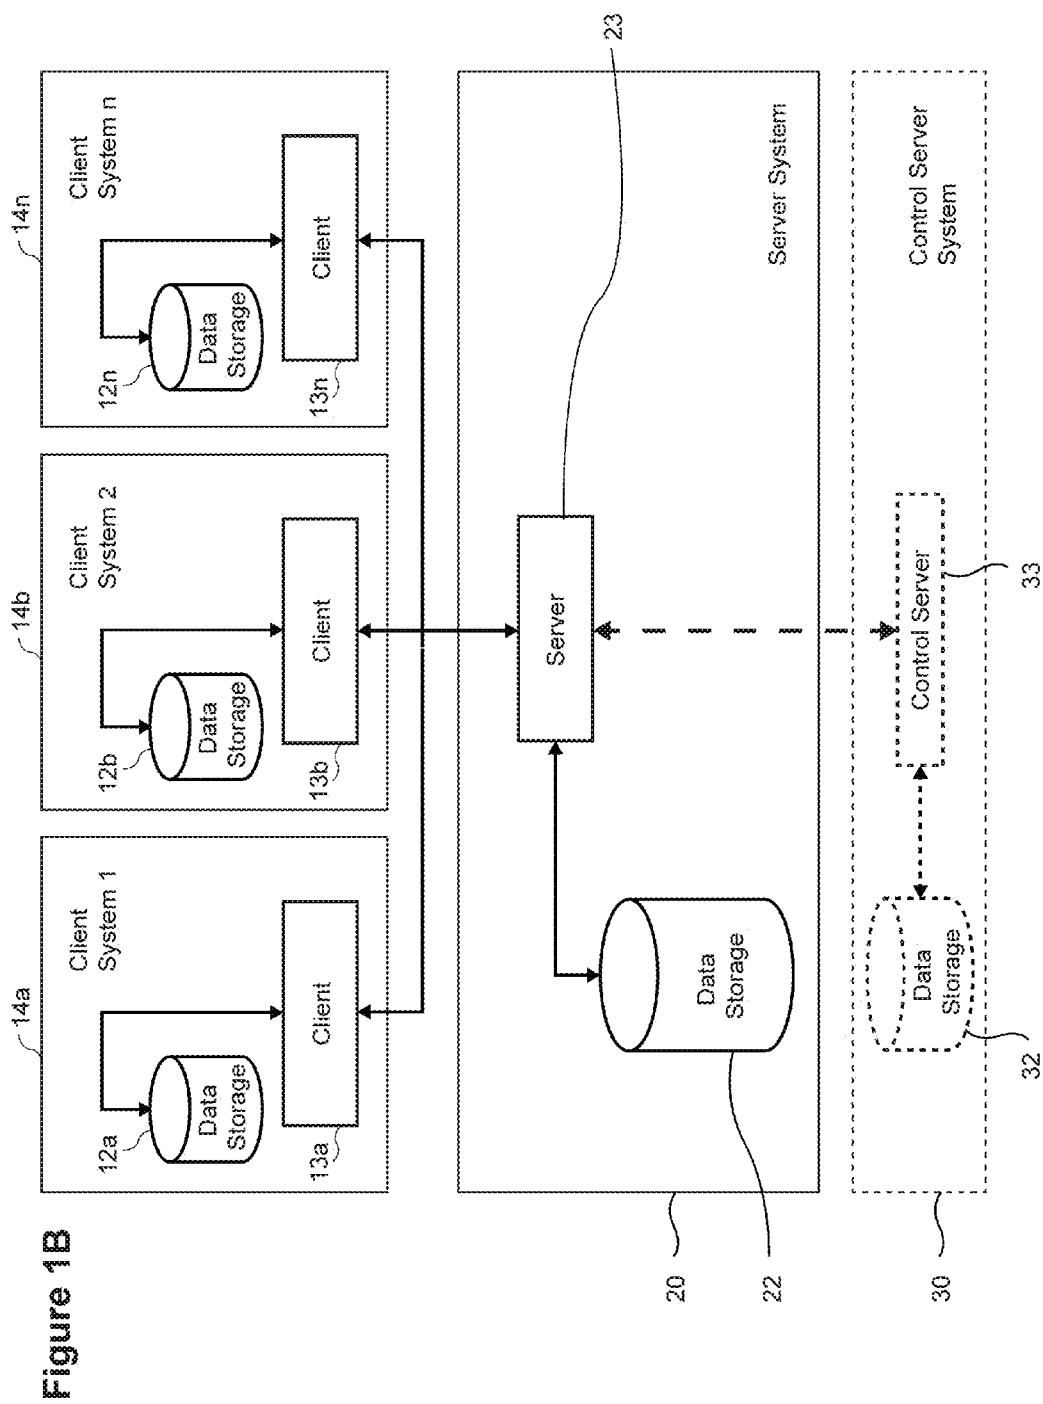 Figure 1B
14a
Client
System 1
12a
Data
Storage
Client
13a
14b
Client
System 2
12b
Data
Storage
Client
13b
14n
Client
System n
12n
Data
Storage
Client
13n
23
Server System
Server
Data
Storage
20
22
Control Server
System
Control Server
33
Data
Storage
32
30